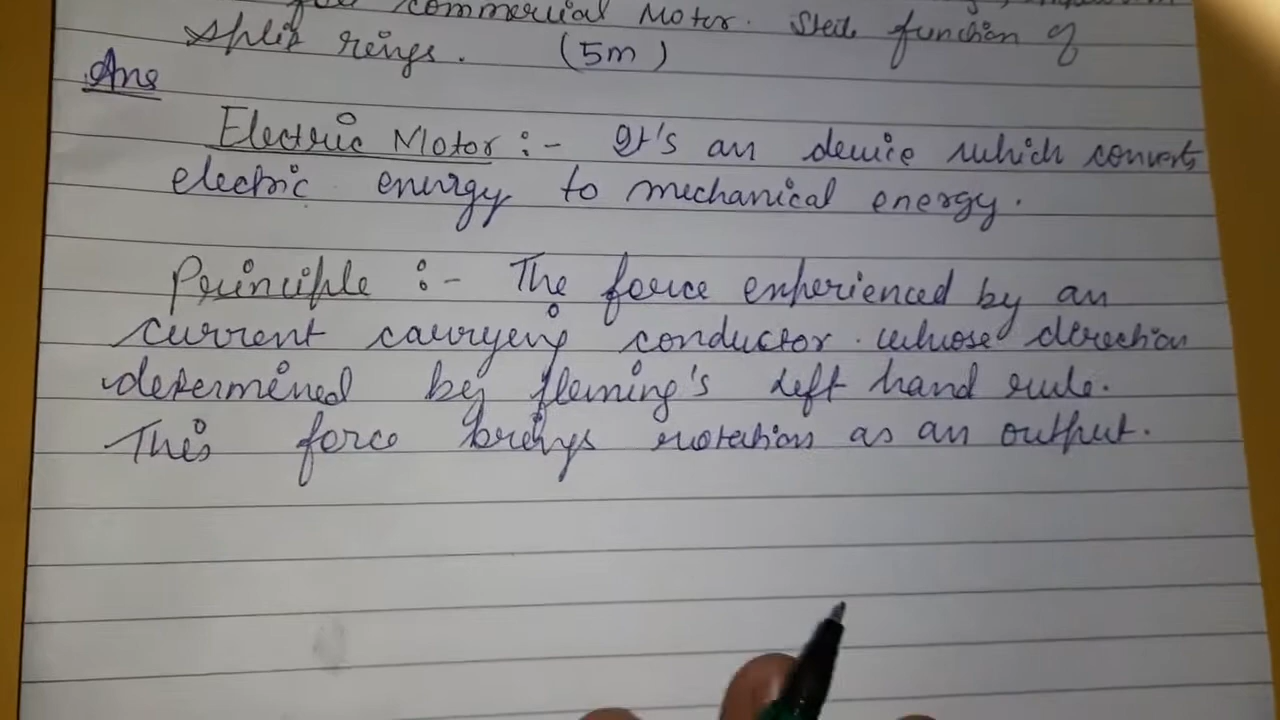 commercial Motor. State function of
split rings. (5m)
Ans
Electric Motor :- It's an device which converts
electric energy to mechanical energy.
Principle :- The force experienced by an
current carrying conductor whose direction
determined by fleming's left hand rule.
This force brings rotation as an output.